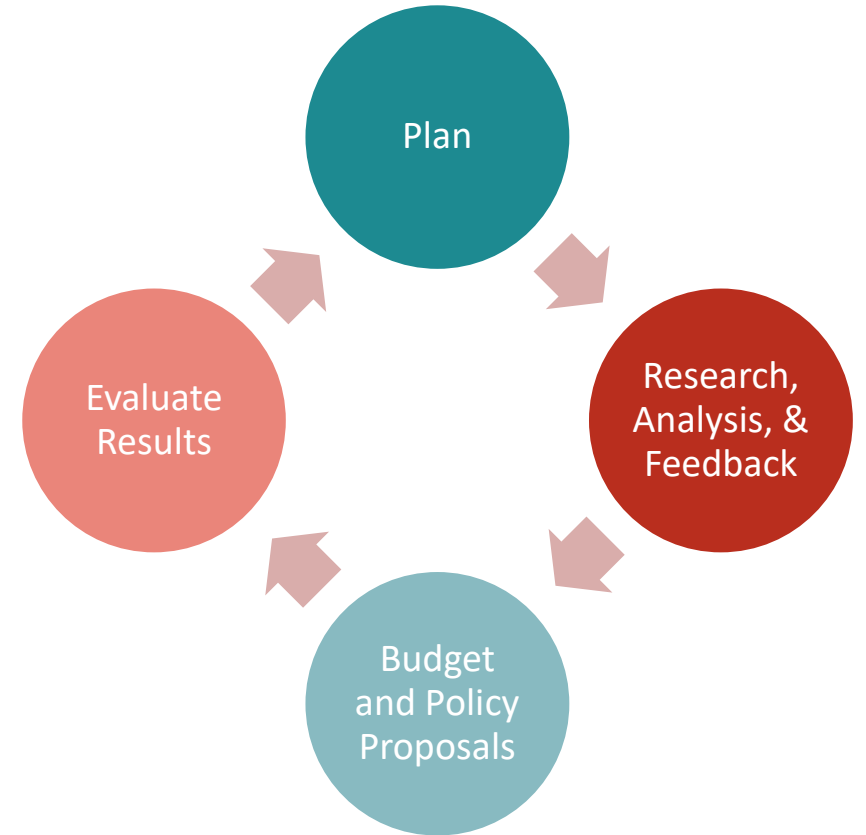 Plan
Research,
Analysis, &
Feedback
Budget
and Policy
Proposals
Evaluate
Results